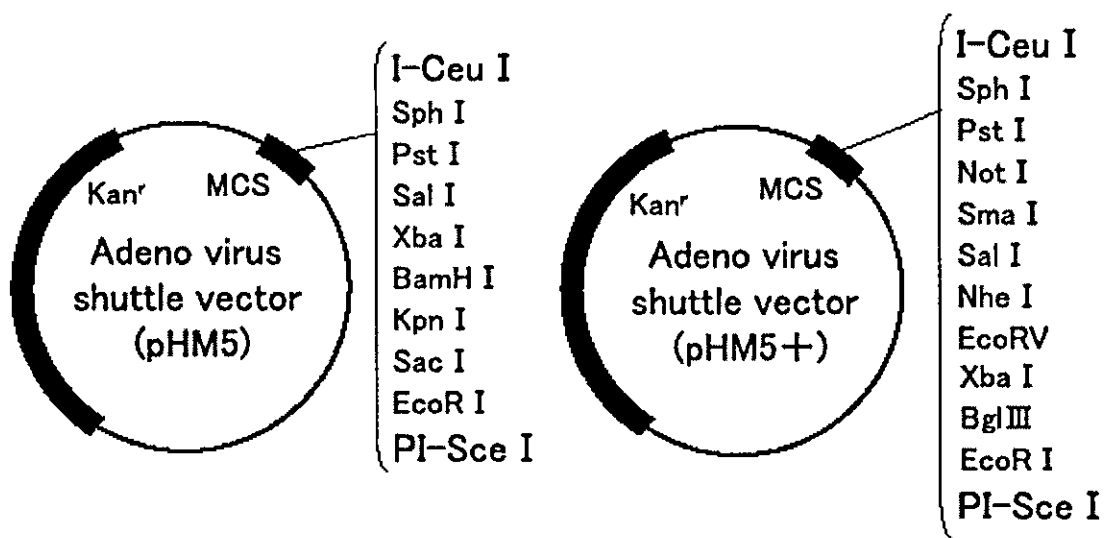 Kanʳ
MCS
Adeno virus
shuttle vector
(pHM5)
I-Ceu I
Sph I
Pst I
Sal I
Xba I
BamH I
Kpn I
Sac I
EcoR I
PI-Sce I
Kanʳ
MCS
Adeno virus
shuttle vector
(pHM5+)
I-Ceu I
Sph I
Pst I
Not I
Sma I
Sal I
Nhe I
EcoRV
Xba I
BglⅢ
EcoR I
PI-Sce I